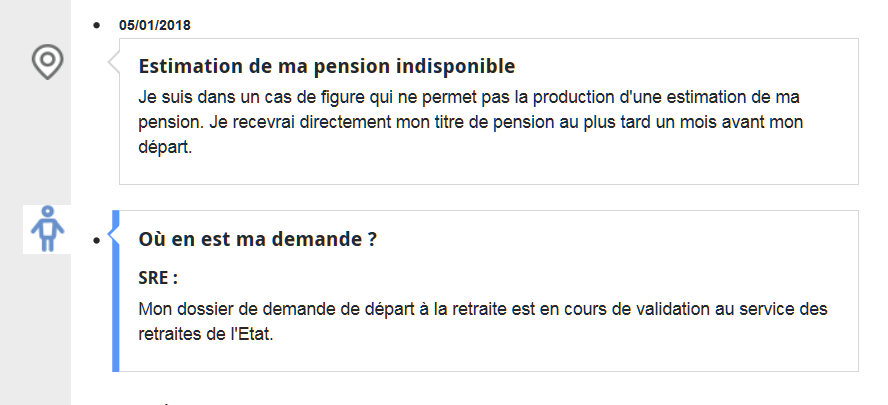 05/01/2018
Estimation de ma pension indisponible
Je suis dans un cas de figure qui ne permet pas la production d'une estimation de ma
pension. Je recevrai directement mon titre de pension au plus tard un mois avant mon
départ.
Où en est ma demande ?
SRE :
Mon dossier de demande de départ à la retraite est en cours de validation au service des
retraites de l'Etat.